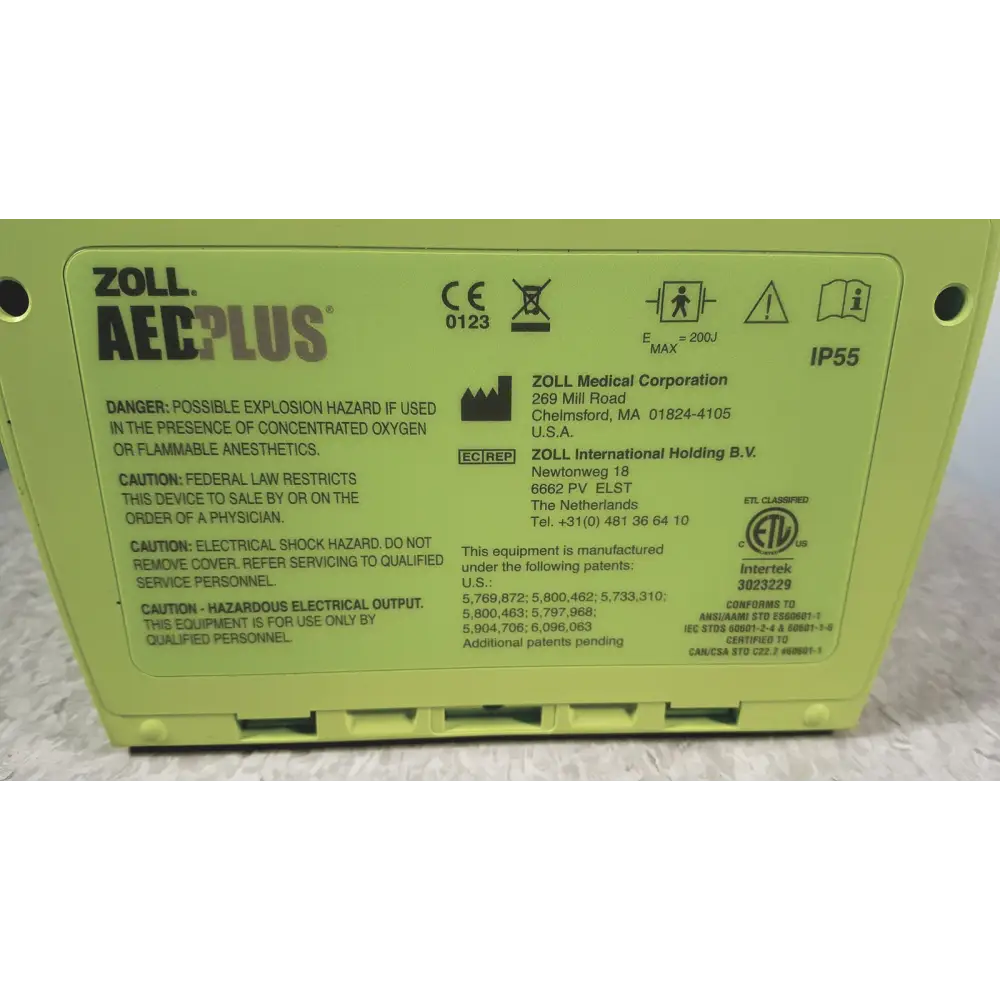 ZOLL.
AEDPLUS®
DANGER: POSSIBLE EXPLOSION HAZARD IF USED
IN THE PRESENCE OF CONCENTRATED OXYGEN
OR FLAMMABLE ANESTHETICS.
CAUTION: FEDERAL LAW RESTRICTS
THIS DEVICE TO SALE BY OR ON THE
ORDER OF A PHYSICIAN.
CAUTION: ELECTRICAL SHOCK HAZARD. DO NOT
REMOVE COVER. REFER SERVICING TO QUALIFIED
SERVICE PERSONNEL.
CAUTION - HAZARDOUS ELECTRICAL OUTPUT.
THIS EQUIPMENT IS FOR USE ONLY BY
QUALIFIED PERSONNEL.
CE
0123
E MAX = 200J
IP55
ZOLL Medical Corporation
269 Mill Road
Chelmsford, MA 01824-4105
U.S.A.
EC REP
ZOLL International Holding B.V.
Newtonweg 18
6662 PV ELST
The Netherlands
Tel. +31(0) 481 36 64 10
This equipment is manufactured
under the following patents:
U.S.:
5,769,872; 5,800,462; 5,733,310;
5,800,463; 5,797,968;
5,904,706; 6,096,063
Additional patents pending
ETL CLASSIFIED
C ETL US
Intertek
3023229
CONFORMS TO
ANSI/AAMI STD ES60601-1
IEC STDS 60601-2-4 & 60601-1-6
CERTIFIED TO
CAN/CSA STD C22.2 #60601-1